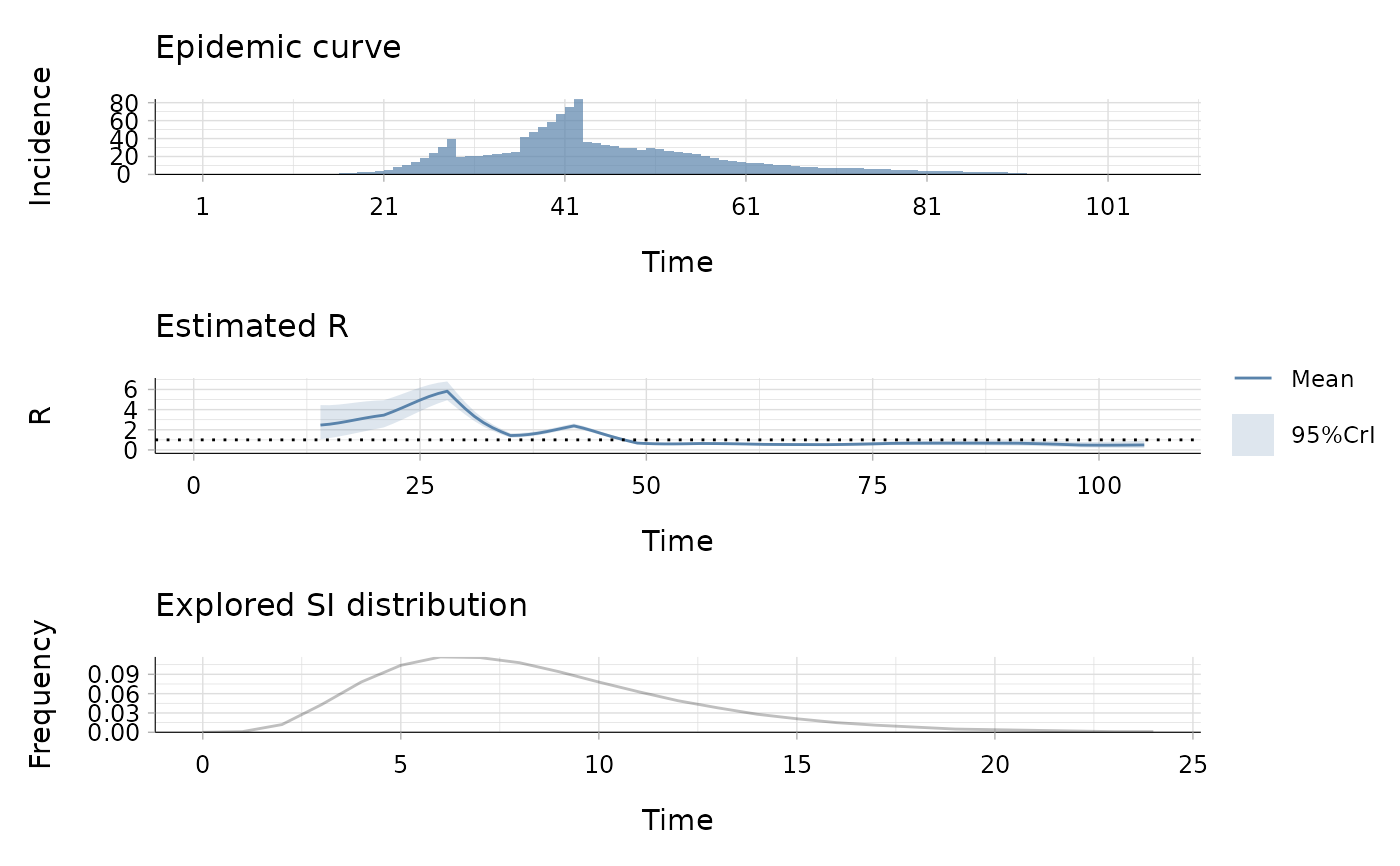 Epidemic curve
Incidence
80
60
40
20
0
1 21 41 61 81 101
Time
Estimated R
R
6
4
2
0
0 25 50 75 100
Time
Mean
95%CrI
Explored SI distribution
Frequency
0.09
0.06
0.03
0.00
0 5 10 15 20 25
Time